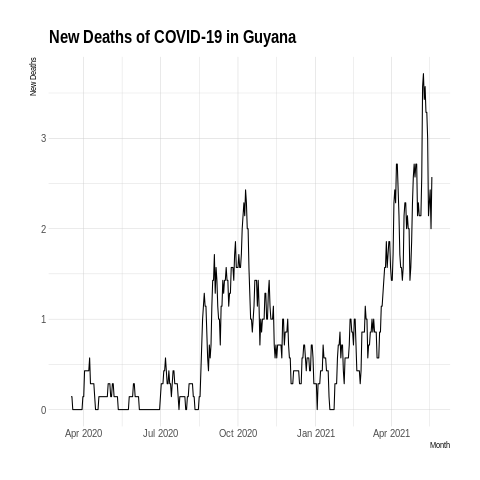 New Deaths of COVID-19 in Guyana
New Deaths
3
2
1
0
Apr 2020 Jul 2020 Oct 2020 Jan 2021 Apr 2021
Month